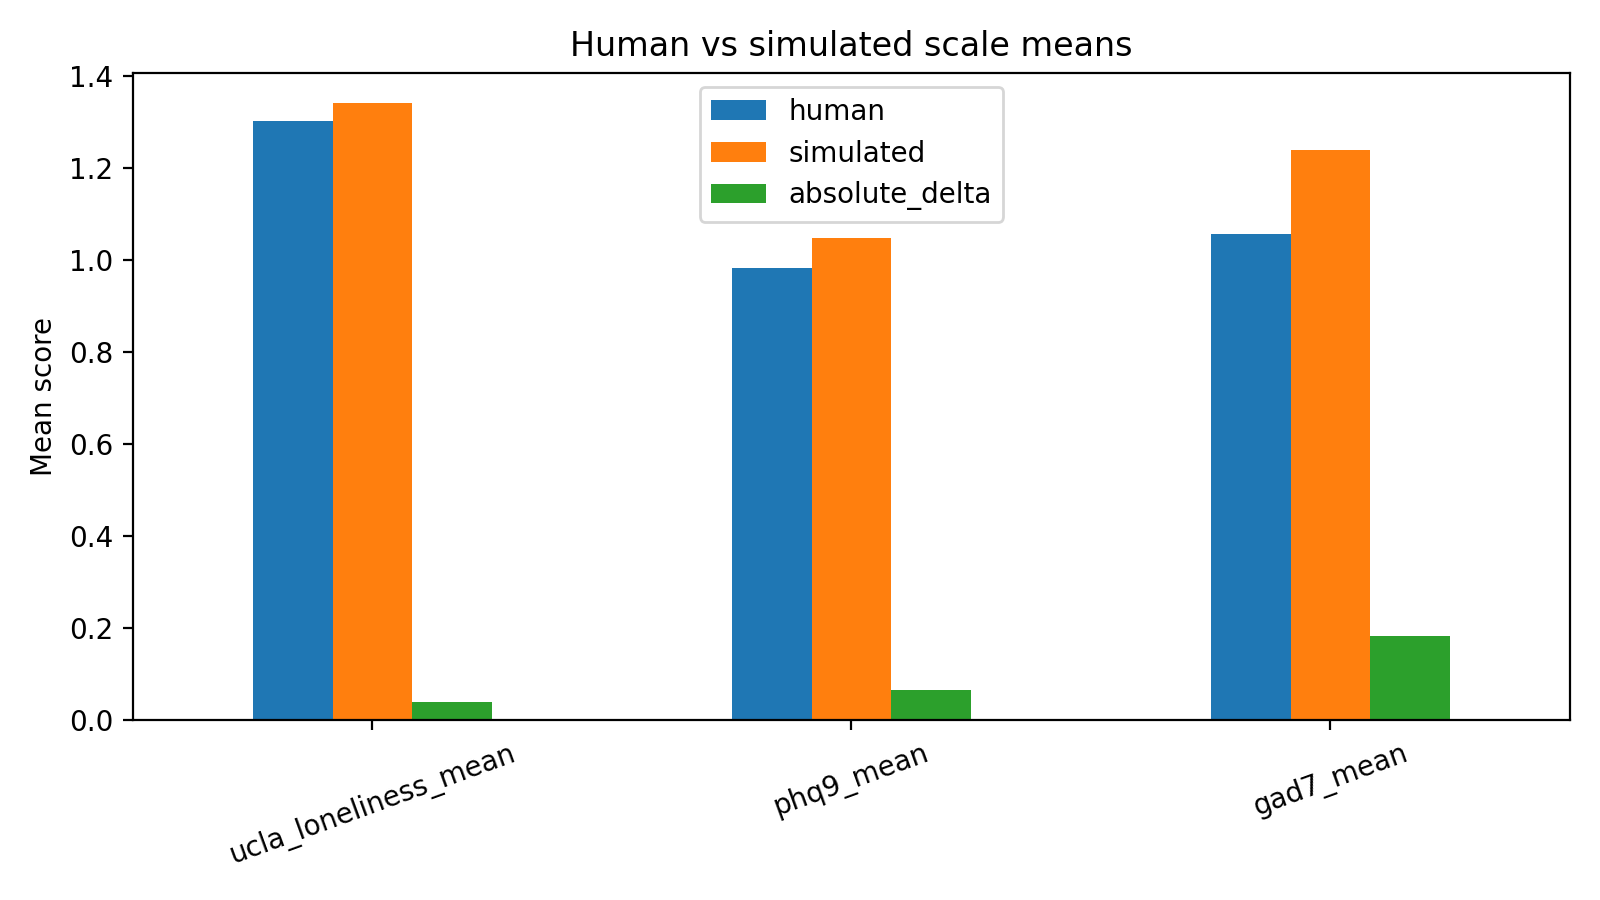 Human vs simulated scale means
human
simulated
absolute_delta
Mean score
1.4
1.2
1.0
0.8
0.6
0.4
0.2
0.0
ucla_loneliness_mean
phq9_mean
gad7_mean